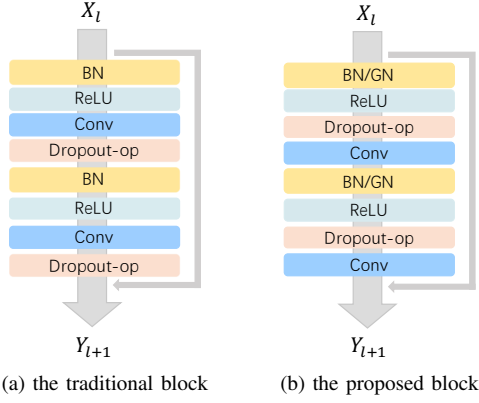 X_l
BN
ReLU
Conv
Dropout-op
BN
ReLU
Conv
Dropout-op
Y_{l+1}
(a) the traditional block
X_l
BN/GN
ReLU
Dropout-op
Conv
BN/GN
ReLU
Dropout-op
Conv
Y_{l+1}
(b) the proposed block